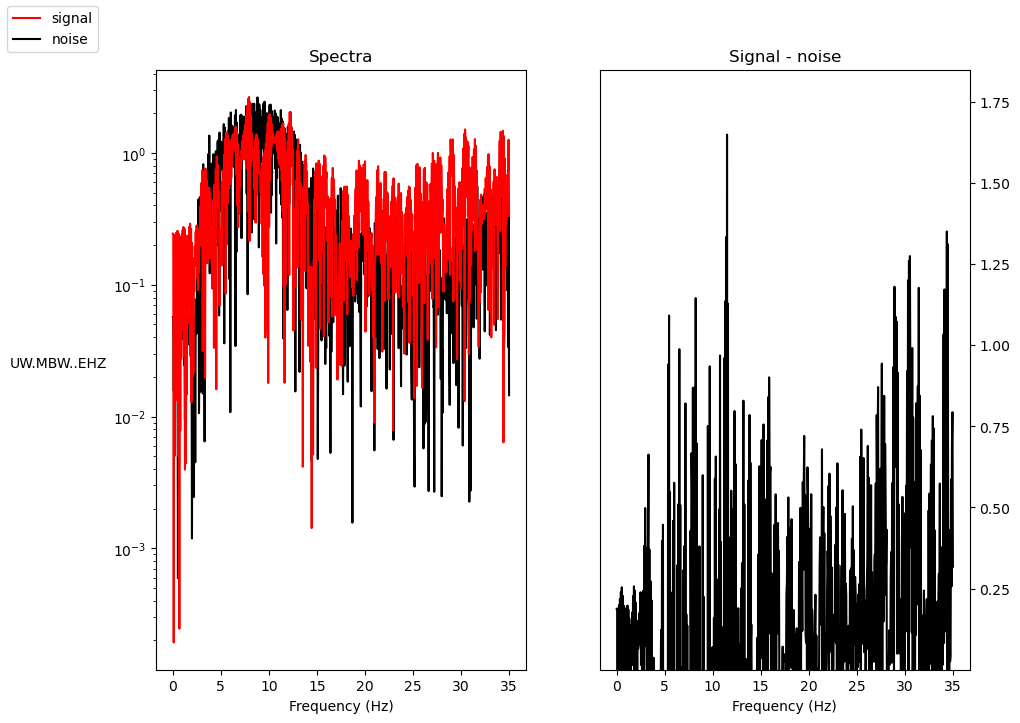 signal
noise
Spectra
Signal - noise
UW.MBW..EHZ
10⁰
10⁻¹
10⁻²
10⁻³
0 5 10 15 20 25 30 35
Frequency (Hz)
1.75
1.50
1.25
1.00
0.75
0.50
0.25
0 5 10 15 20 25 30 35
Frequency (Hz)